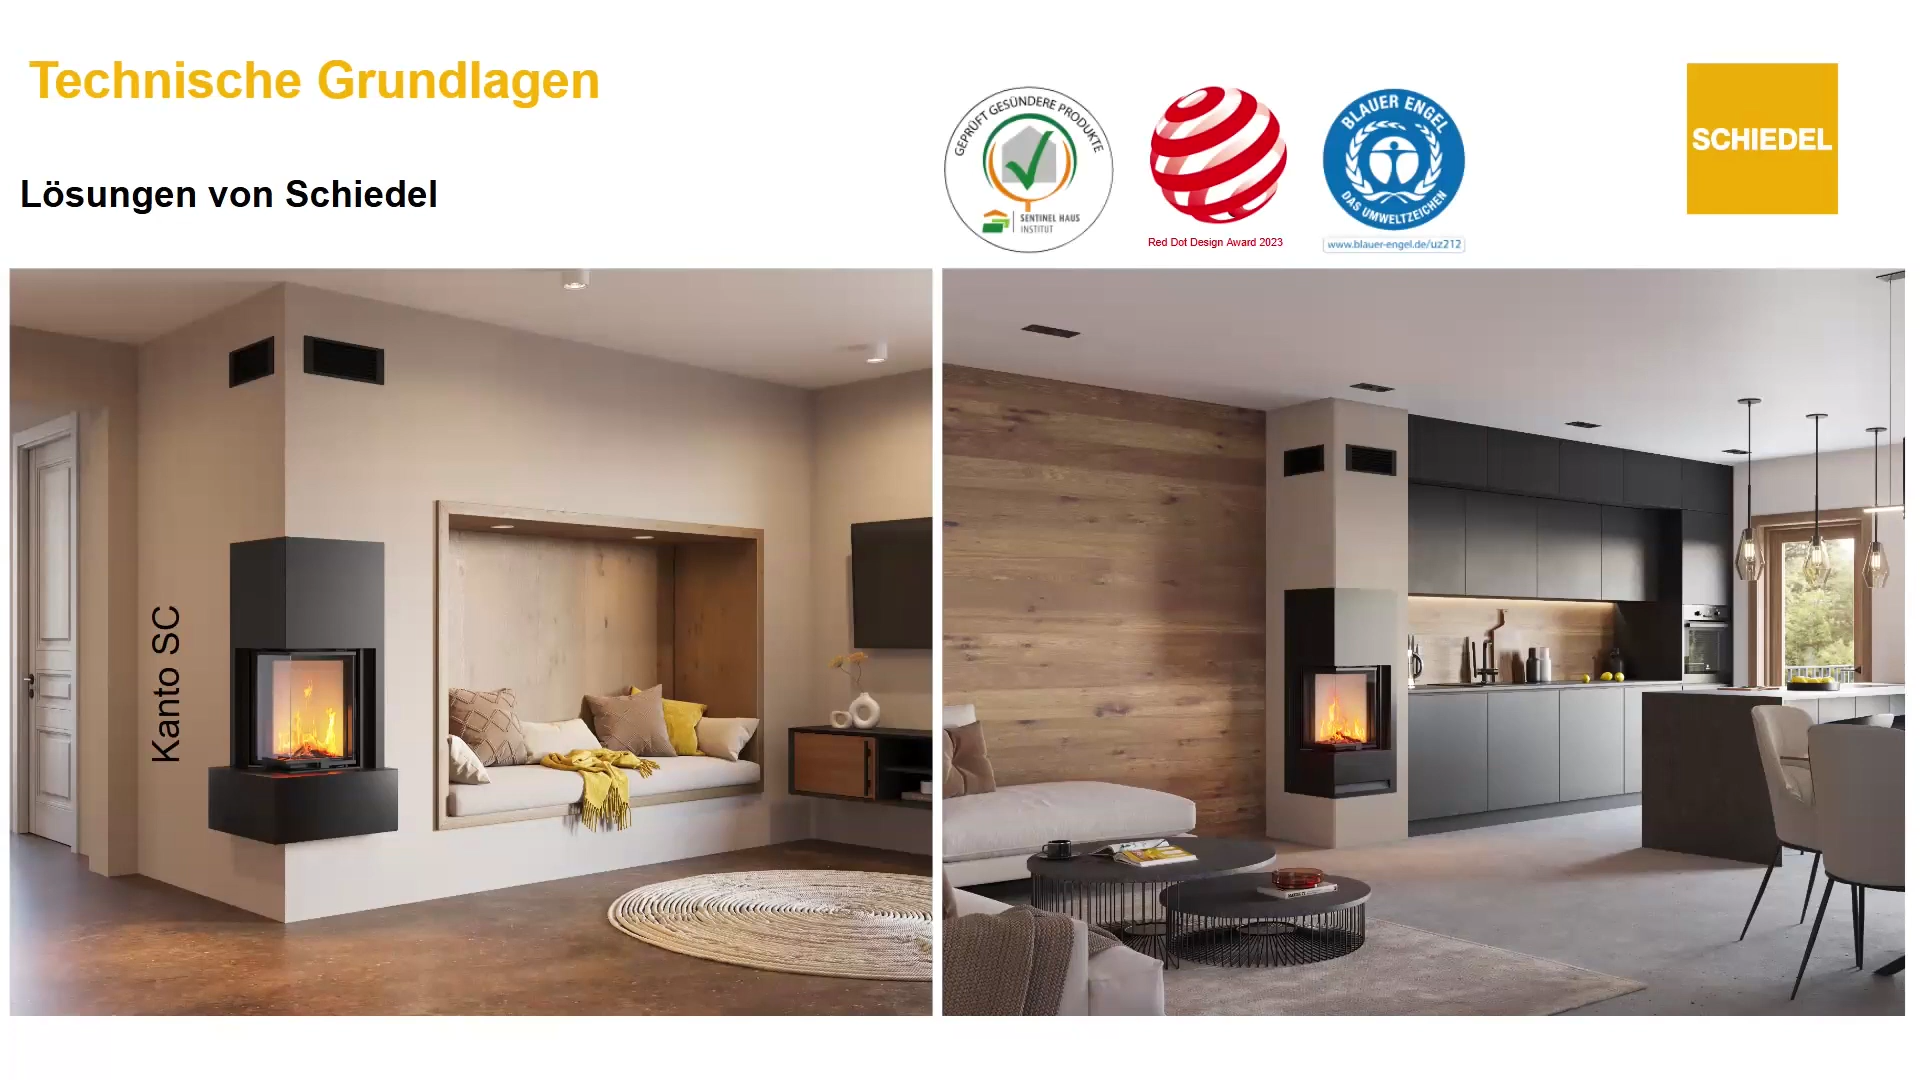 Technische Grundlagen
Lösungen von Schiedel
GEPRÜFT GESÜNDERE PRODUKTE
SENTINEL HAUS
INSTITUT
Red Dot Design Award 2023
BLAUER ENGEL
DAS UMWELTZEICHEN
www.blauer-engel.de/uz212
SCHIEDEL
Kanto SC